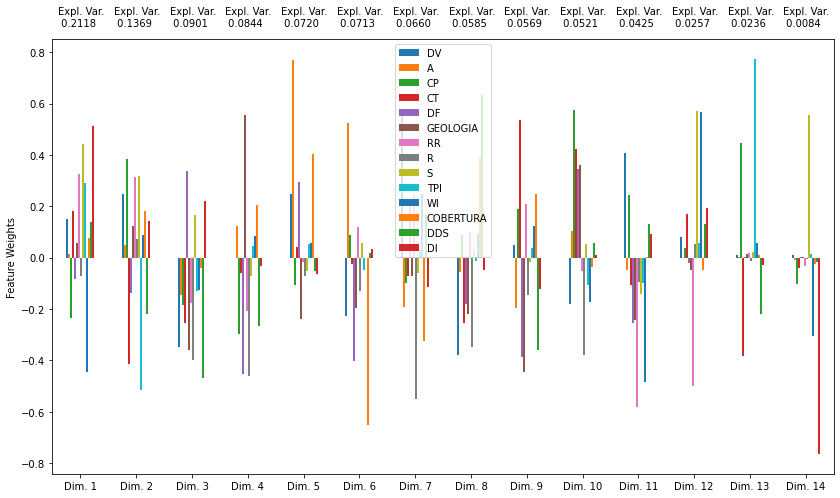 Expl. Var. Expl. Var. Expl. Var. Expl. Var. Expl. Var. Expl. Var. Expl. Var. Expl. Var. Expl. Var. Expl. Var. Expl. Var. Expl. Var. Expl. Var. Expl. Var.
0.2118 0.1369 0.0901 0.0844 0.0720 0.0713 0.0660 0.0585 0.0569 0.0521 0.0425 0.0257 0.0236 0.0084
Feature Weights
0.8
0.6
0.4
0.2
0.0
−0.2
−0.4
−0.6
−0.8
DV
A
CP
CT
DF
GEOLOGIA
RR
R
S
TPI
WI
COBERTURA
DDS
DI
Dim. 1 Dim. 2 Dim. 3 Dim. 4 Dim. 5 Dim. 6 Dim. 7 Dim. 8 Dim. 9 Dim. 10 Dim. 11 Dim. 12 Dim. 13 Dim. 14